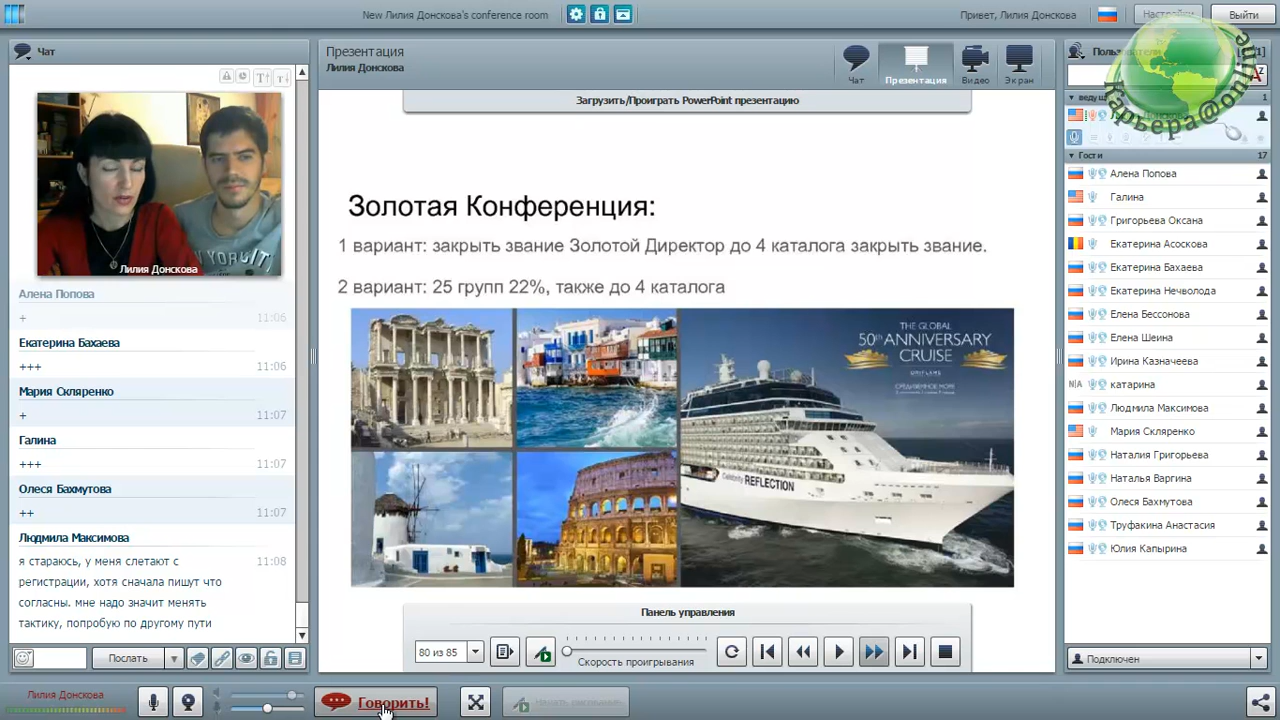 New Лилия Донскова's conference room
Привет, Лилия Донскова
Настройки
Выйти
Чат
Лилия Донскова
Алена Попова
+ 11:06
Екатерина Бахаева
+++ 11:06
Мария Скляренко
+ 11:07
Галина
+++ 11:07
Олеся Бахмутова
++ 11:07
Людмила Максимова
я стараюсь, у меня слетают с 11:08
регистрации, хотя сначала пишут что
согласны. мне надо значит менять
тактику, попробую по другому пути
Послать
Презентация
Лилия Донскова
Чат
Презентация
Видео
Экран
Загрузить/Проиграть PowerPoint презентацию
Золотая Конференция:
1 вариант: закрыть звание Золотой Директор до 4 каталога закрыть звание.
2 вариант: 25 групп 22%, также до 4 каталога
THE GLOBAL
50th ANNIVERSARY
CRUISE
ORIFLAME
СРЕДИЗЕМНОЕ МОРЕ
Celebrity REFLECTION
Панель управления
80 из 85
Скорость проигрывания
Карьера@online
Гости 17
Алена Попова
Галина
Григорьева Оксана
Екатерина Асоскова
Екатерина Бахаева
Екатерина Нечволода
Елена Бессонова
Елена Шеина
Ирина Казначеева
N/A катарина
Людмила Максимова
Мария Скляренко
Наталия Григорьева
Наталья Варгина
Олеся Бахмутова
Труфакина Анастасия
Юлия Капырина
Подключен
Лилия Донскова
Говорить!